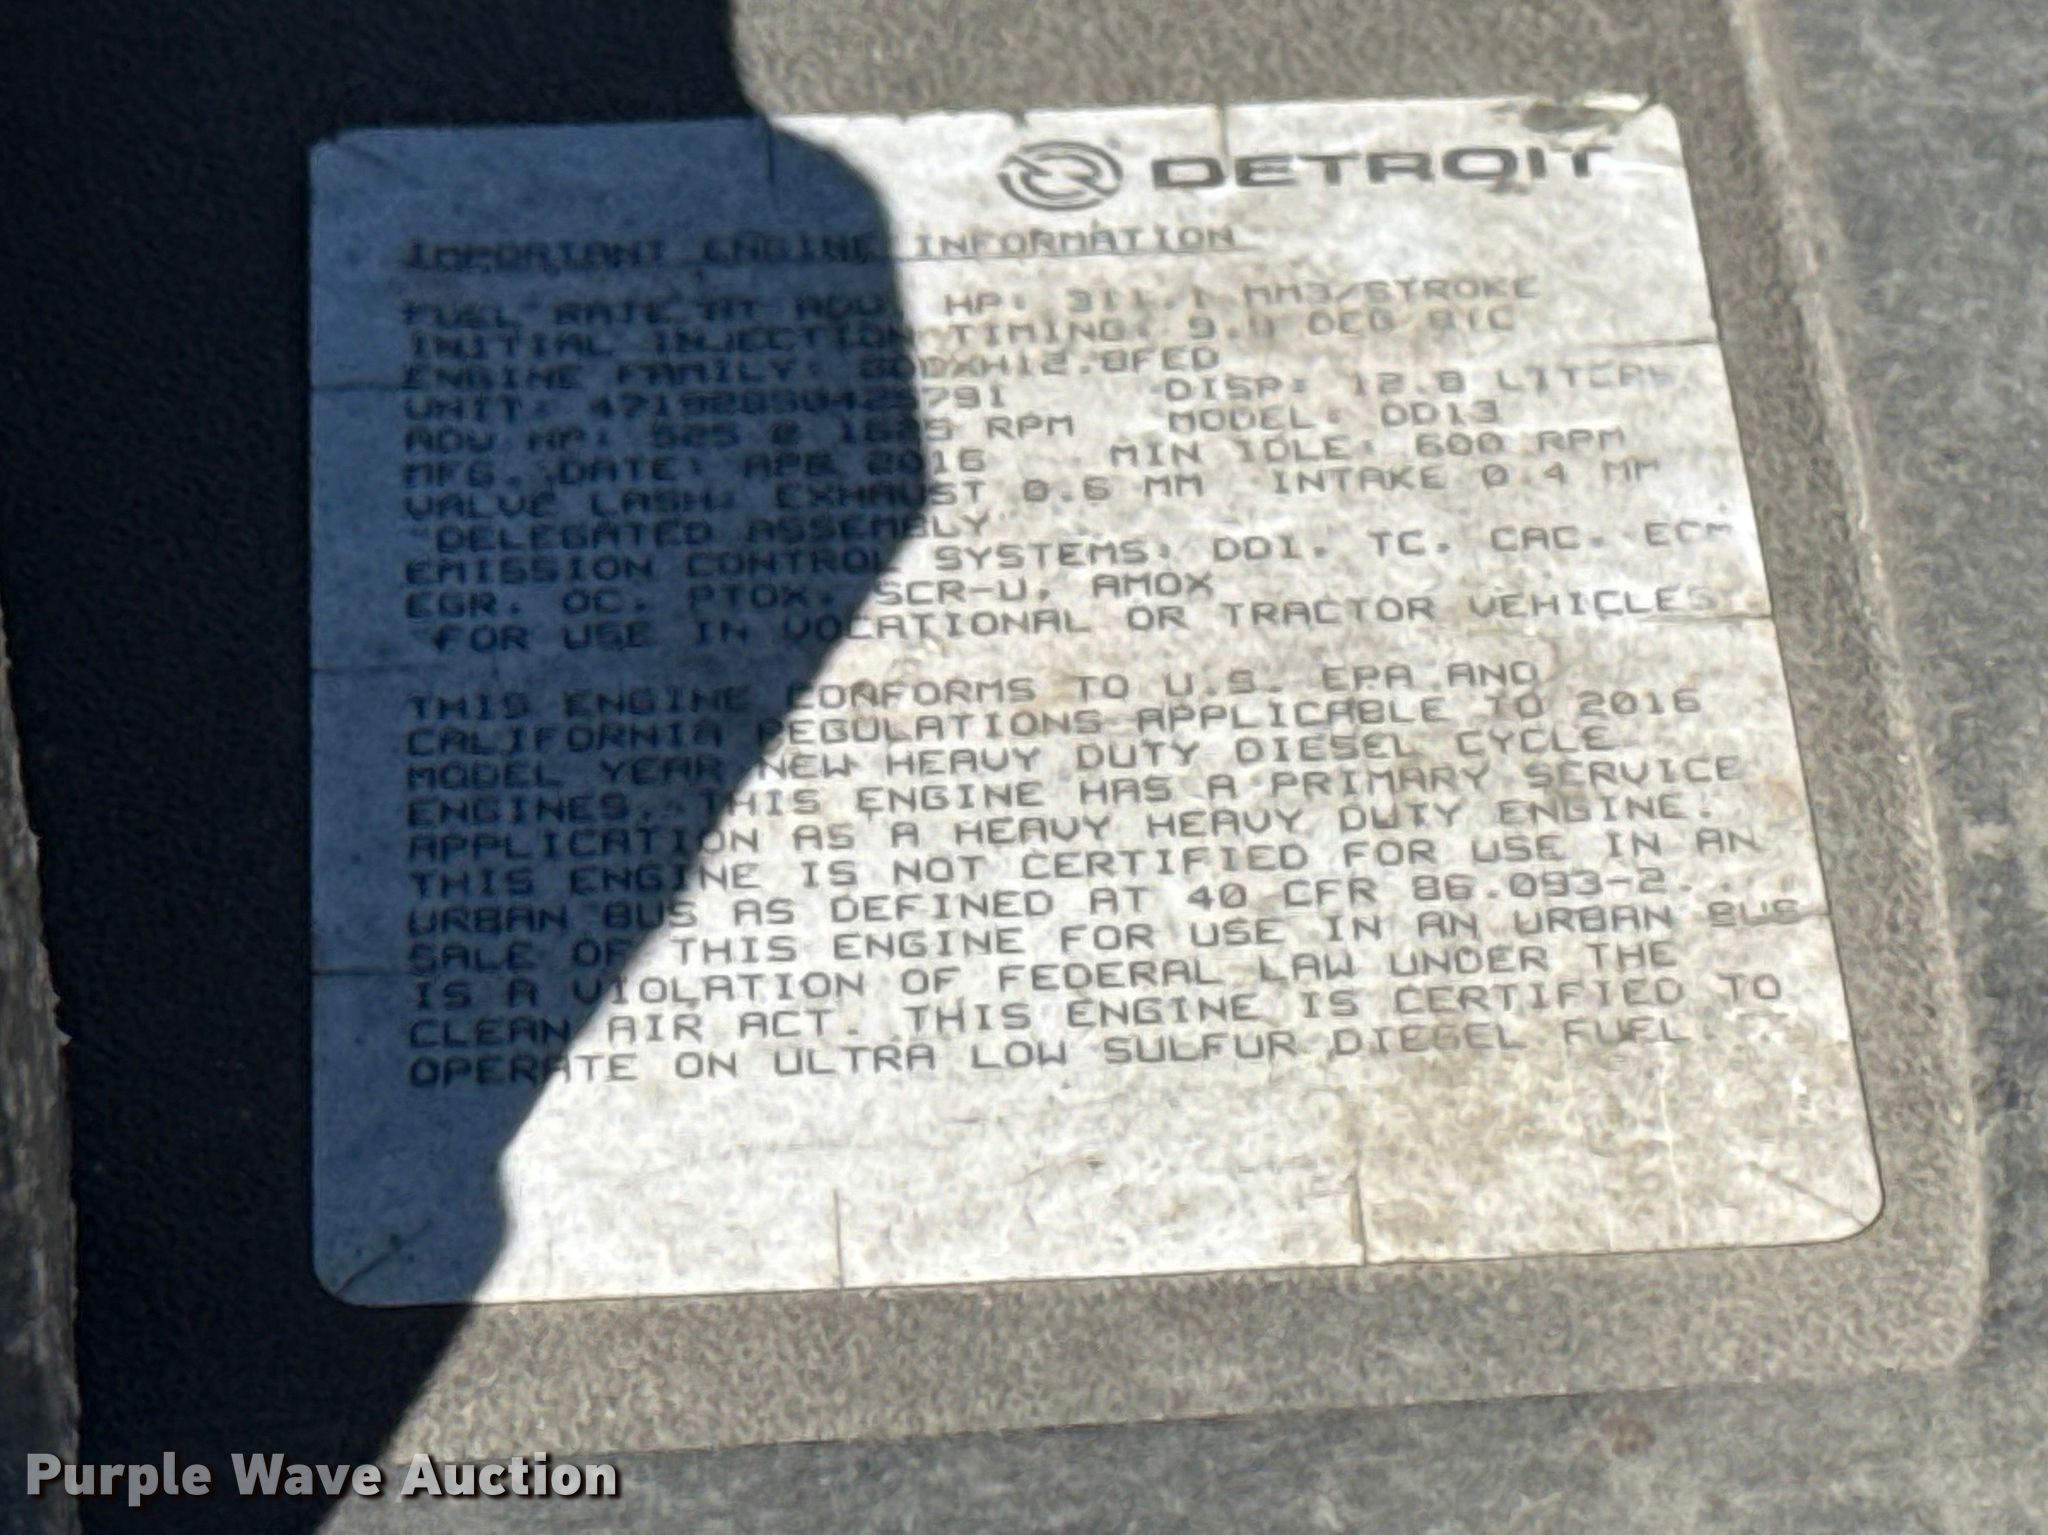 DETROIT
IMPORTANT ENGINE INFORMATION
FUEL RATE AT ADV. HP: 311.1 MM3/STROKE
INITIAL INJECTION TIMING: DEG BTC
ENGINE FAMILY:
UNIT: DISP: 12.8 LITERS
ADV HP: 525 @ 1625 RPM MODEL: DD13
MFG. DATE: APR 2016 MIN IDLE: 600 RPM
VALVE LASH: EXHAUST 0.6 MM INTAKE 0.4 MM
DELEGATED ASSEMBLY
EMISSION CONTROL SYSTEMS: DDI, TC, CAC, ECM
EGR, OC, PTOX, SCR-U, AMOX
FOR USE IN VOCATIONAL OR TRACTOR VEHICLES
THIS ENGINE CONFORMS TO U.S. EPA AND
CALIFORNIA REGULATIONS APPLICABLE TO 2016
MODEL YEAR NEW HEAVY DUTY DIESEL CYCLE
ENGINES. THIS ENGINE HAS A PRIMARY SERVICE
APPLICATION AS A HEAVY HEAVY DUTY ENGINE.
THIS ENGINE IS NOT CERTIFIED FOR USE IN AN
URBAN BUS AS DEFINED AT 40 CFR 86.093-2.
SALE OF THIS ENGINE FOR USE IN AN URBAN BUS
IS A VIOLATION OF FEDERAL LAW UNDER THE
CLEAN AIR ACT. THIS ENGINE IS CERTIFIED TO
OPERATE ON ULTRA LOW SULFUR DIESEL FUEL.
Purple Wave Auction